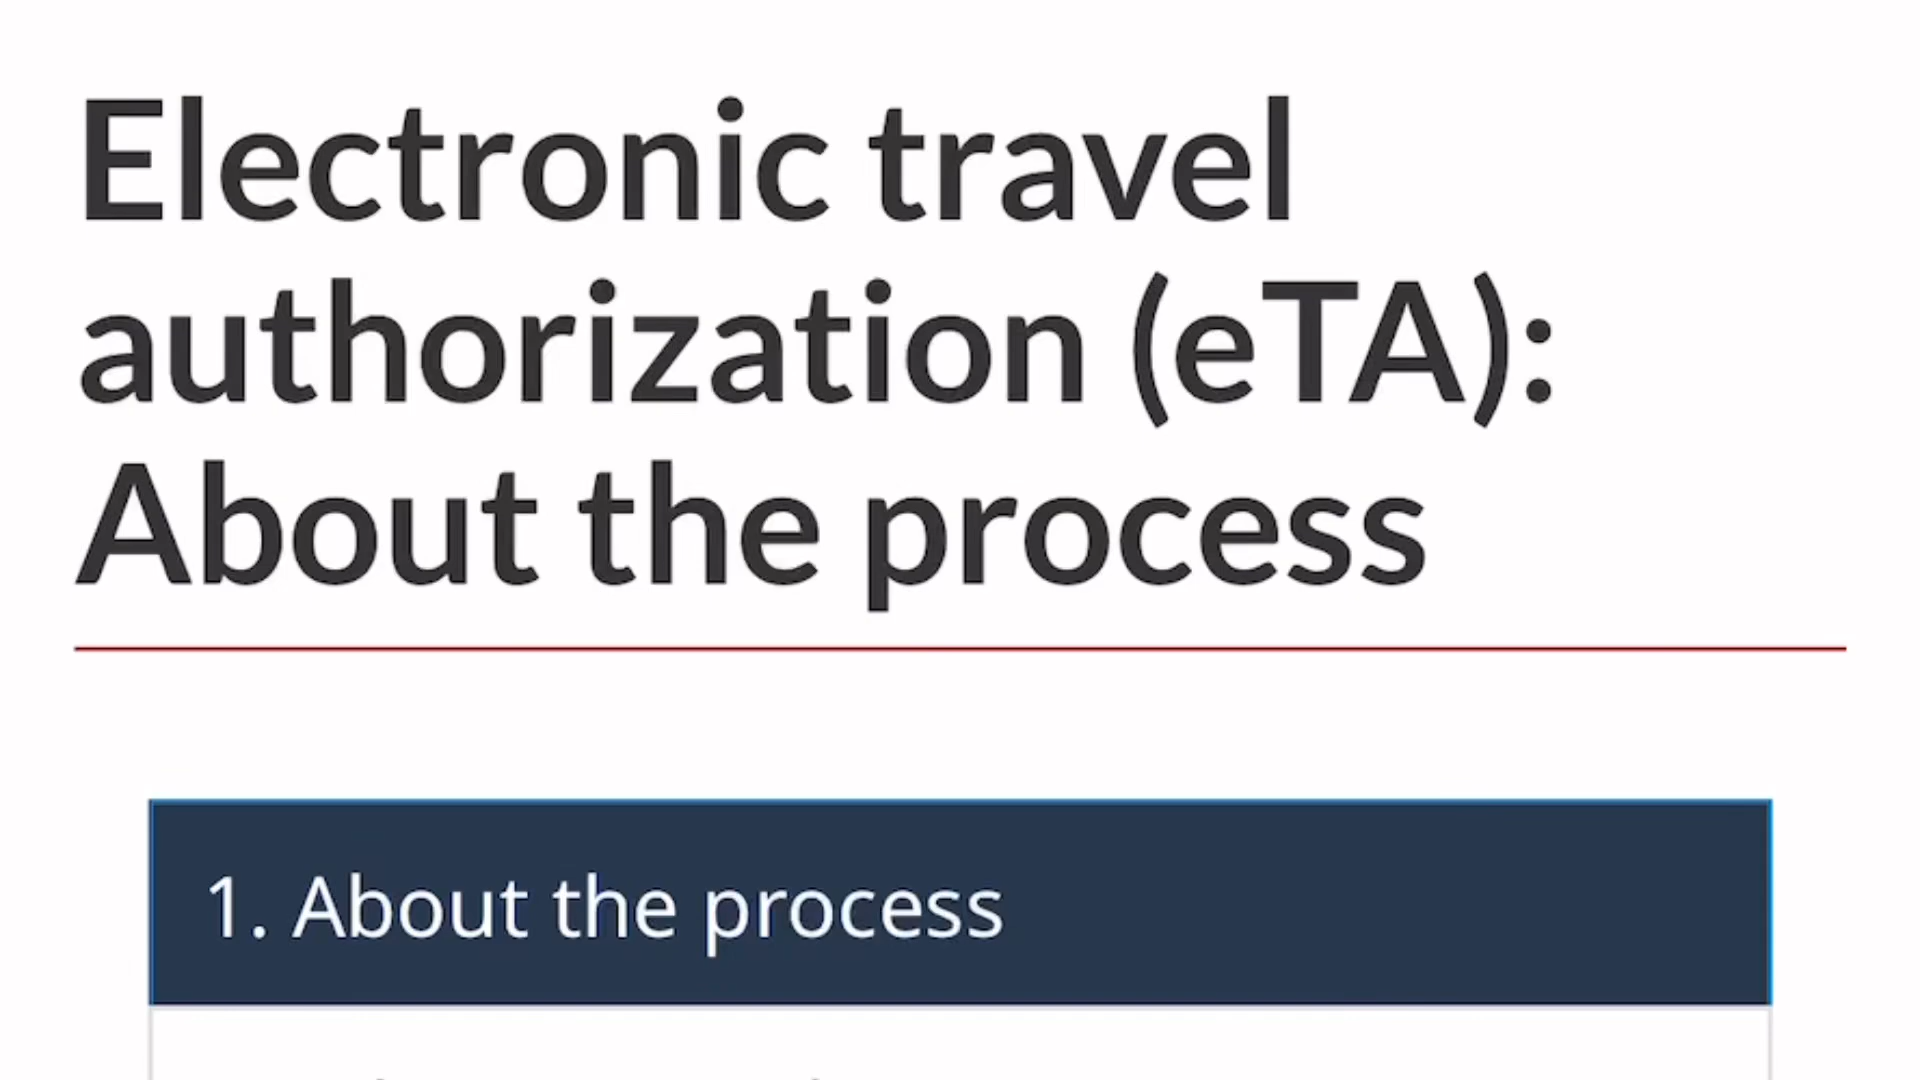 Electronic travel
authorization (eTA):
About the process
1. About the process